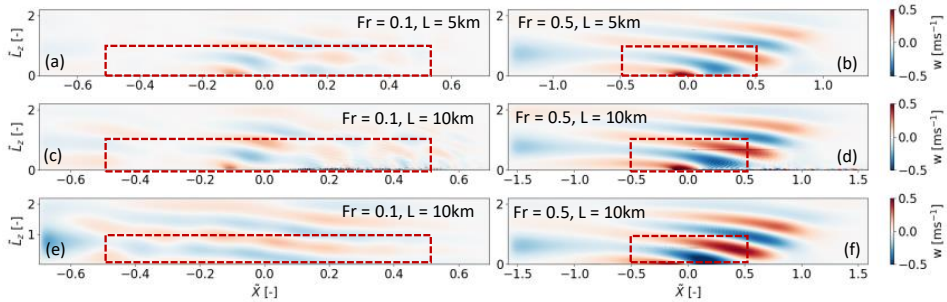 2
0
L̃z [-]
(a)
Fr = 0.1, L = 5km
−0.6 −0.4 −0.2 0.0 0.2 0.4 0.6
2
0
L̃z [-]
(b)
Fr = 0.5, L = 5km
−1.0 −0.5 0.0 0.5 1.0
0.5
0.0
−0.5
w [ms⁻¹]
2
0
L̃z [-]
(c)
Fr = 0.1, L = 10km
−0.6 −0.4 −0.2 0.0 0.2 0.4 0.6
2
0
Fr = 0.5, L = 10km
(d)
−1.5 −1.0 −0.5 0.0 0.5 1.0 1.5
0.5
0.0
−0.5
w [ms⁻¹]
2
0
L̃z [-]
(e)
Fr = 0.1, L = 10km
−0.6 −0.4 −0.2 0.0 0.2 0.4 0.6
X̃ [-]
2
0
Fr = 0.5, L = 10km
(f)
−1.5 −1.0 −0.5 0.0 0.5 1.0 1.5
X̃ [-]
0.5
0.0
−0.5
w [ms⁻¹]